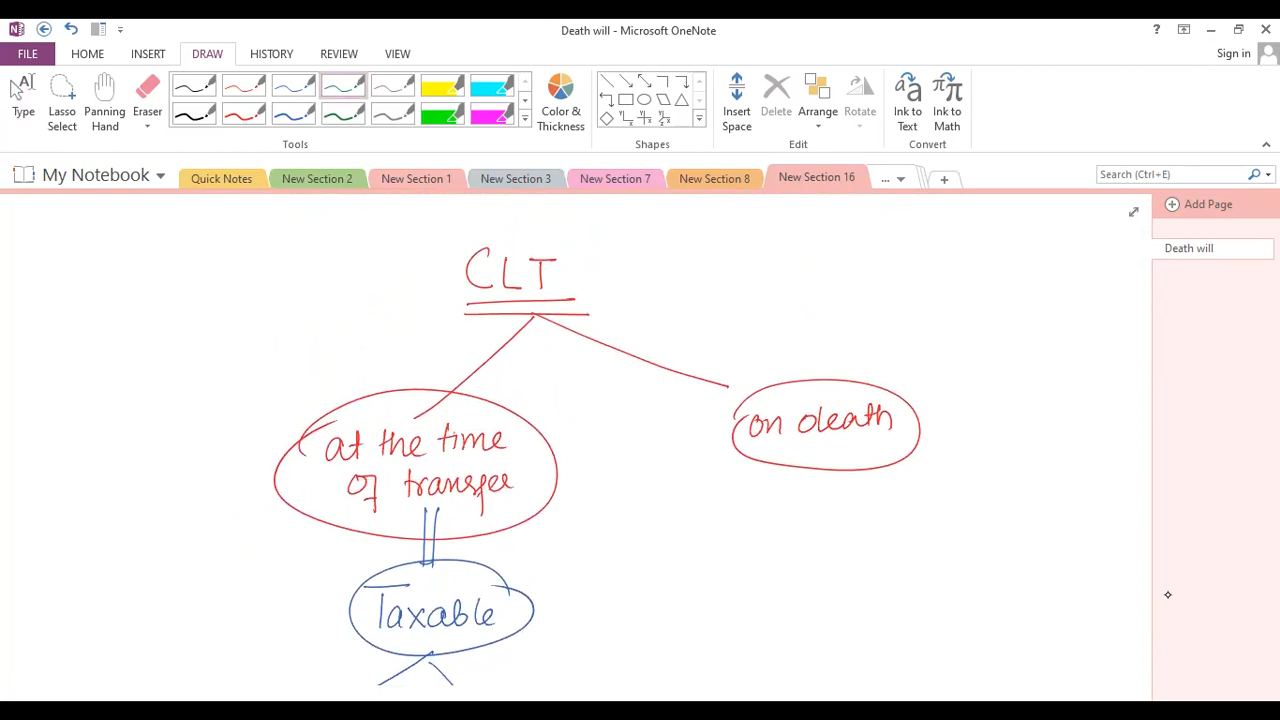 Death will - Microsoft OneNote
?
FILE HOME INSERT DRAW HISTORY REVIEW VIEW
Sign in
Type
Lasso Select
Panning Hand
Eraser
Color & Thickness
Insert Space
Delete
Arrange
Rotate
Ink to Text
Ink to Math
Tools Shapes Edit Convert
My Notebook Quick Notes New Section 2 New Section 1 New Section 3 New Section 7 New Section 8 New Section 16 ... +
Search (Ctrl+E)
Add Page
Death will
CLT
at the time
of transfer
on death
Taxable